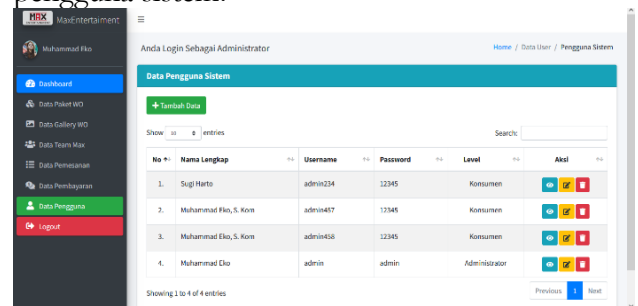 pengguna sistem.
MAX MaxEntertaiment
Muhammad Eko
Anda Login Sebagai Administrator
Home / Data User / Pengguna Sistem
Dashboard
Data Paket WO
Data Gallery WO
Data Team Max
Data Pemesanan
Data Pembayaran
Data Pengguna
Logout
Data Pengguna Sistem
+ Tambah Data
Show 10 entries
Search:
No Nama Lengkap Username Password Level Aksi
1. Sugi Harto admin234 12345 Konsumen
2. Muhammad Eko, S. Kom admin457 12345 Konsumen
3. Muhammad Eko, S. Kom admin458 12345 Konsumen
4. Muhammad Eko admin admin Administrator
Showing 1 to 4 of 4 entries
Previous 1 Next